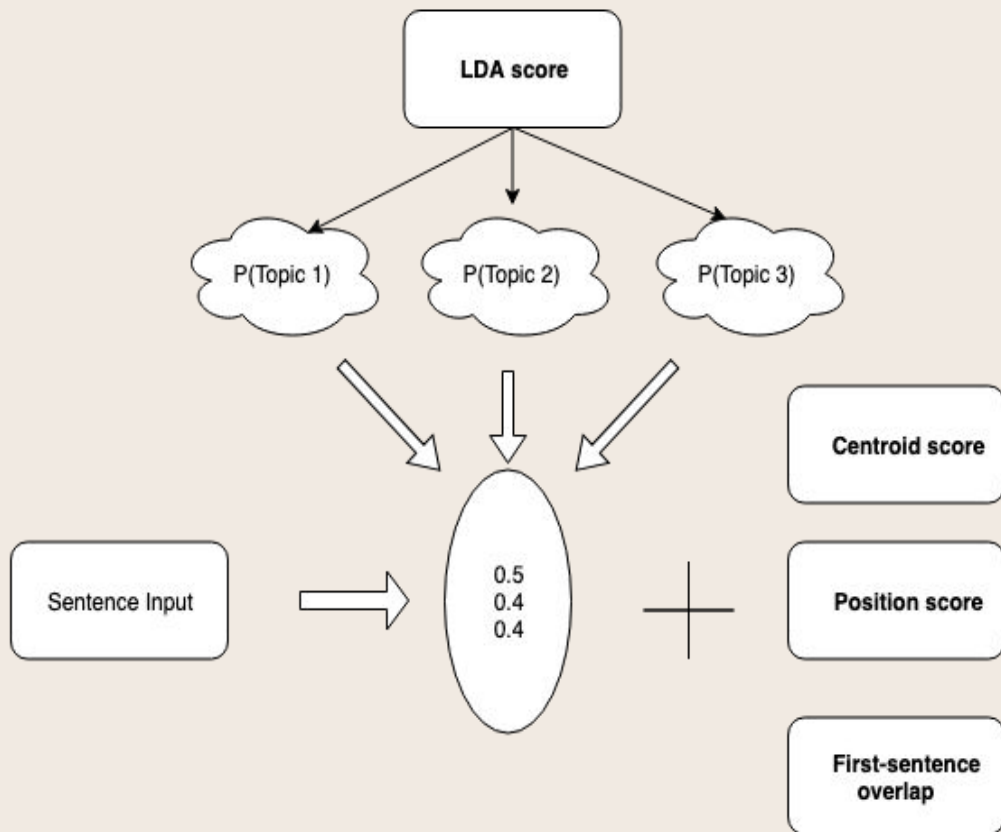 LDA score
P(Topic 1)
P(Topic 2)
P(Topic 3)
Centroid score
Sentence Input
0.5
0.4
0.4
Position score
First-sentence
overlap